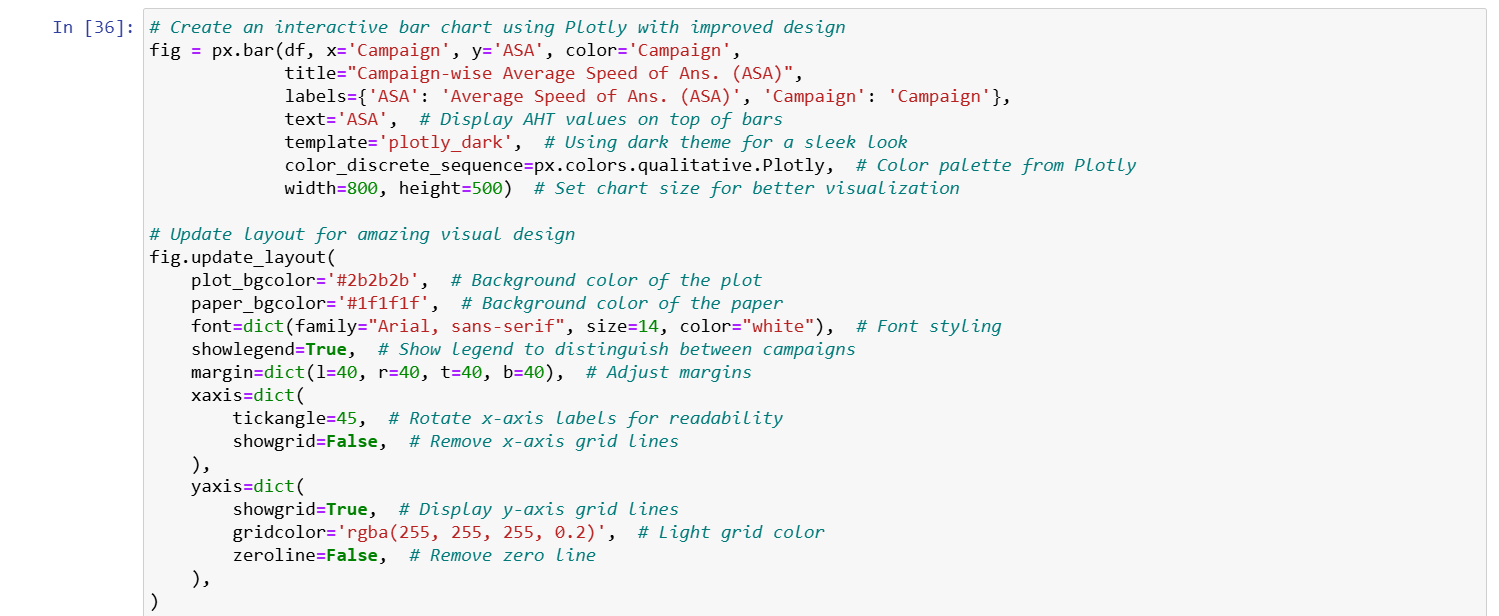 In [36]: # Create an interactive bar chart using Plotly with improved design
fig = px.bar(df, x='Campaign', y='ASA', color='Campaign',
             title="Campaign-wise Average Speed of Ans. (ASA)",
             labels={'ASA': 'Average Speed of Ans. (ASA)', 'Campaign': 'Campaign'},
             text='ASA',  # Display AHT values on top of bars
             template='plotly_dark',  # Using dark theme for a sleek look
             color_discrete_sequence=px.colors.qualitative.Plotly,  # Color palette from Plotly
             width=800, height=500)  # Set chart size for better visualization

# Update layout for amazing visual design
fig.update_layout(
    plot_bgcolor='#2b2b2b',  # Background color of the plot
    paper_bgcolor='#1f1f1f',  # Background color of the paper
    font=dict(family="Arial, sans-serif", size=14, color="white"),  # Font styling
    showlegend=True,  # Show legend to distinguish between campaigns
    margin=dict(l=40, r=40, t=40, b=40),  # Adjust margins
    xaxis=dict(
        tickangle=45,  # Rotate x-axis labels for readability
        showgrid=False,  # Remove x-axis grid lines
    ),
    yaxis=dict(
        showgrid=True,  # Display y-axis grid lines
        gridcolor='rgba(255, 255, 255, 0.2)',  # Light grid color
        zeroline=False,  # Remove zero line
    ),
)